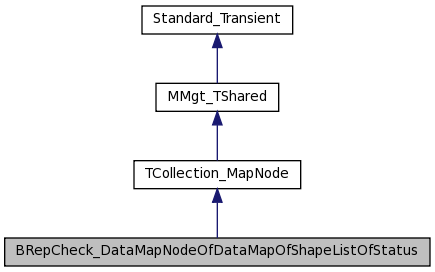 Standard_Transient
MMgt_TShared
TCollection_MapNode
BRepCheck_DataMapNodeOfDataMapOfShapeListOfStatus